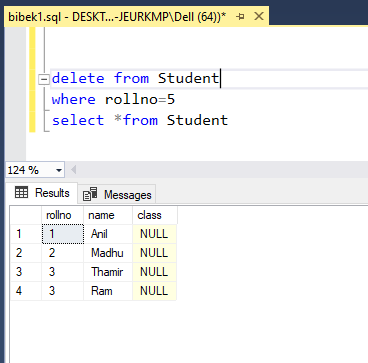 bibek1.sql - DESKT...-JEURKMP\Dell (64))*
delete from Student
where rollno=5
select *from Student
124 %
Results Messages
rollno name class
1 1 Anil NULL
2 2 Madhu NULL
3 3 Thamir NULL
4 3 Ram NULL